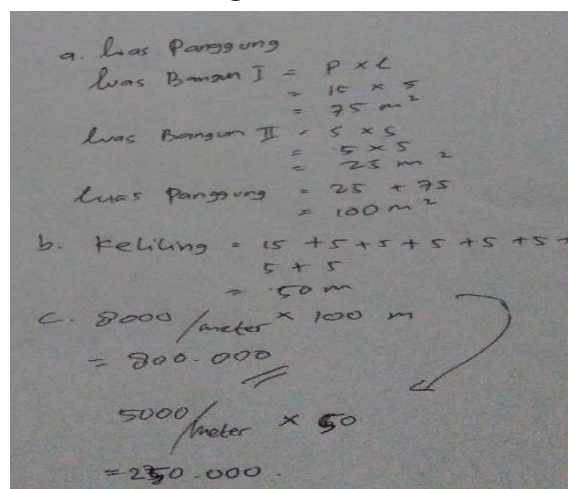 a. luas Panggung
luas Bangun I = P x l
= 15 x 5
= 75 m²
luas Bangun II = 5 x 5
= 5 x 5
= 25 m²
luas Panggung = 25 + 75
= 100 m²
b. Keliling = 15 + 5 + 5 + 5 + 5 + 5 +
5 + 5
= 50 m
c. 8000/meter x 100 m
= 800.000
5000/meter x 50
= 250.000.